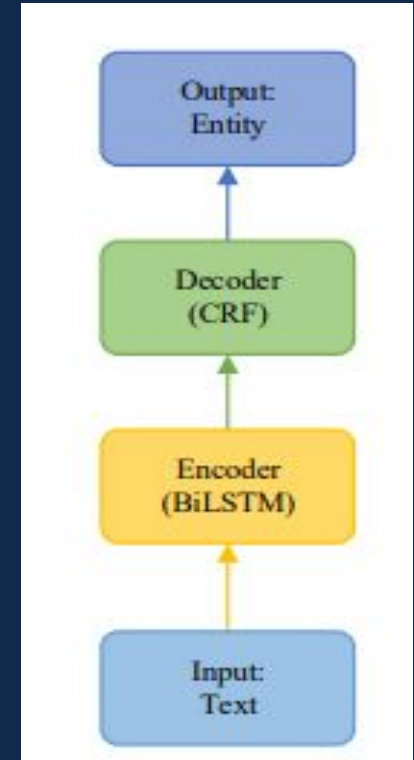 Output:
Entity
Decoder
(CRF)
Encoder
(BiLSTM)
Input:
Text